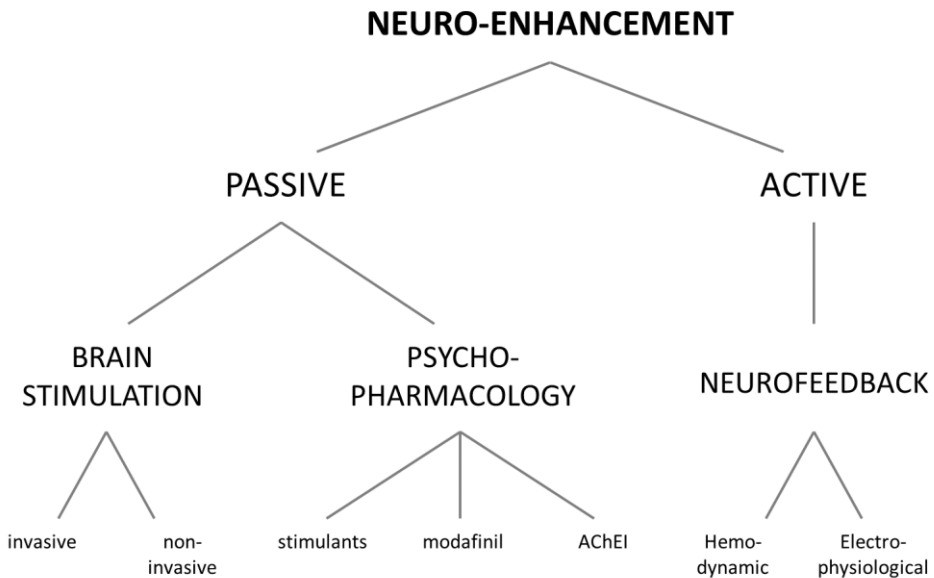 NEURO-ENHANCEMENT
PASSIVE
ACTIVE
BRAIN
STIMULATION
PSYCHO-
PHARMACOLOGY
NEUROFEEDBACK
invasive
non-
invasive
stimulants
modafinil
AChEI
Hemo-
dynamic
Electro-
physiological